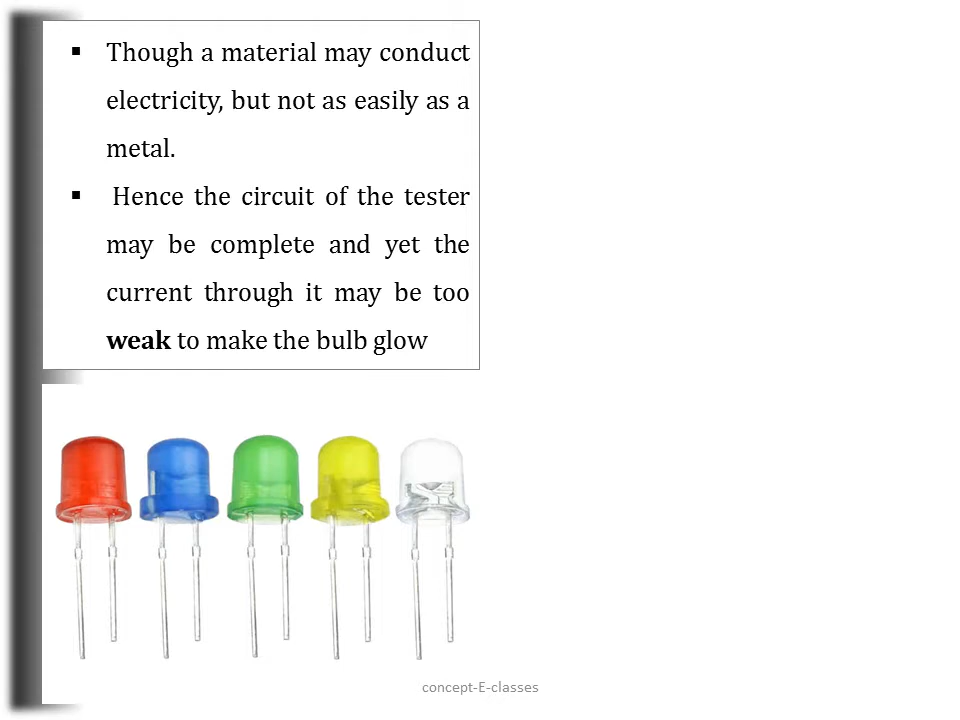 ▪ Though a material may conduct
electricity, but not as easily as a
metal.
▪ Hence the circuit of the tester
may be complete and yet the
current through it may be too
weak to make the bulb glow
concept-E-classes